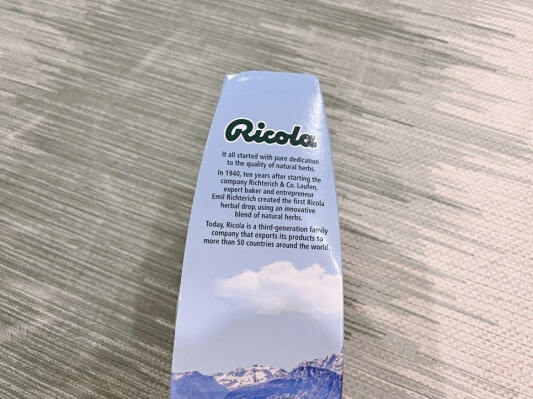 Ricola
It all started with pure dedication
to the quality of natural herbs.
In 1940, ten years after starting the
company Richterich & Co. Laufen,
expert baker and entrepreneur
Emil Richterich created the first Ricola
herbal drop, using an innovative
blend of natural herbs.
Today, Ricola is a third-generation family
company that exports its products to
more than 50 countries around the world.